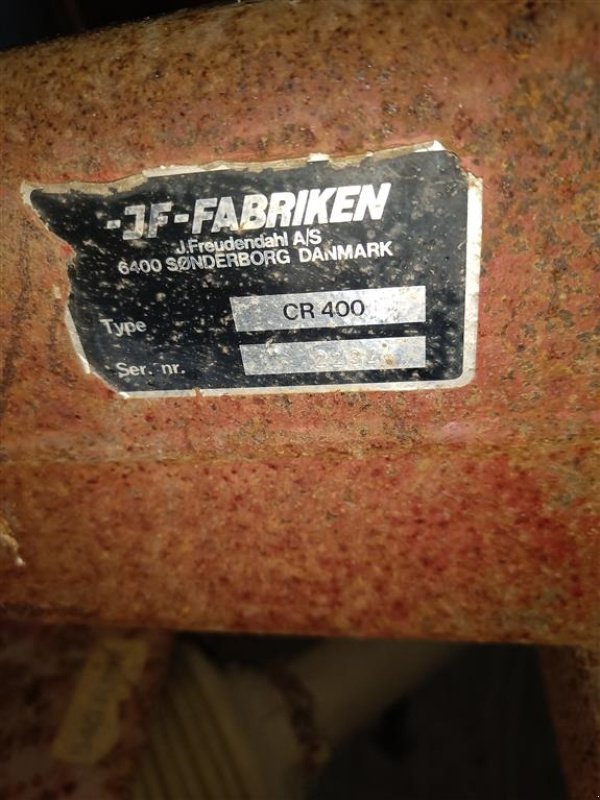 -JF-FABRIKEN
J.Freudendahl A/S
6400 SØNDERBORG DANMARK
Type CR 400
Ser. nr.